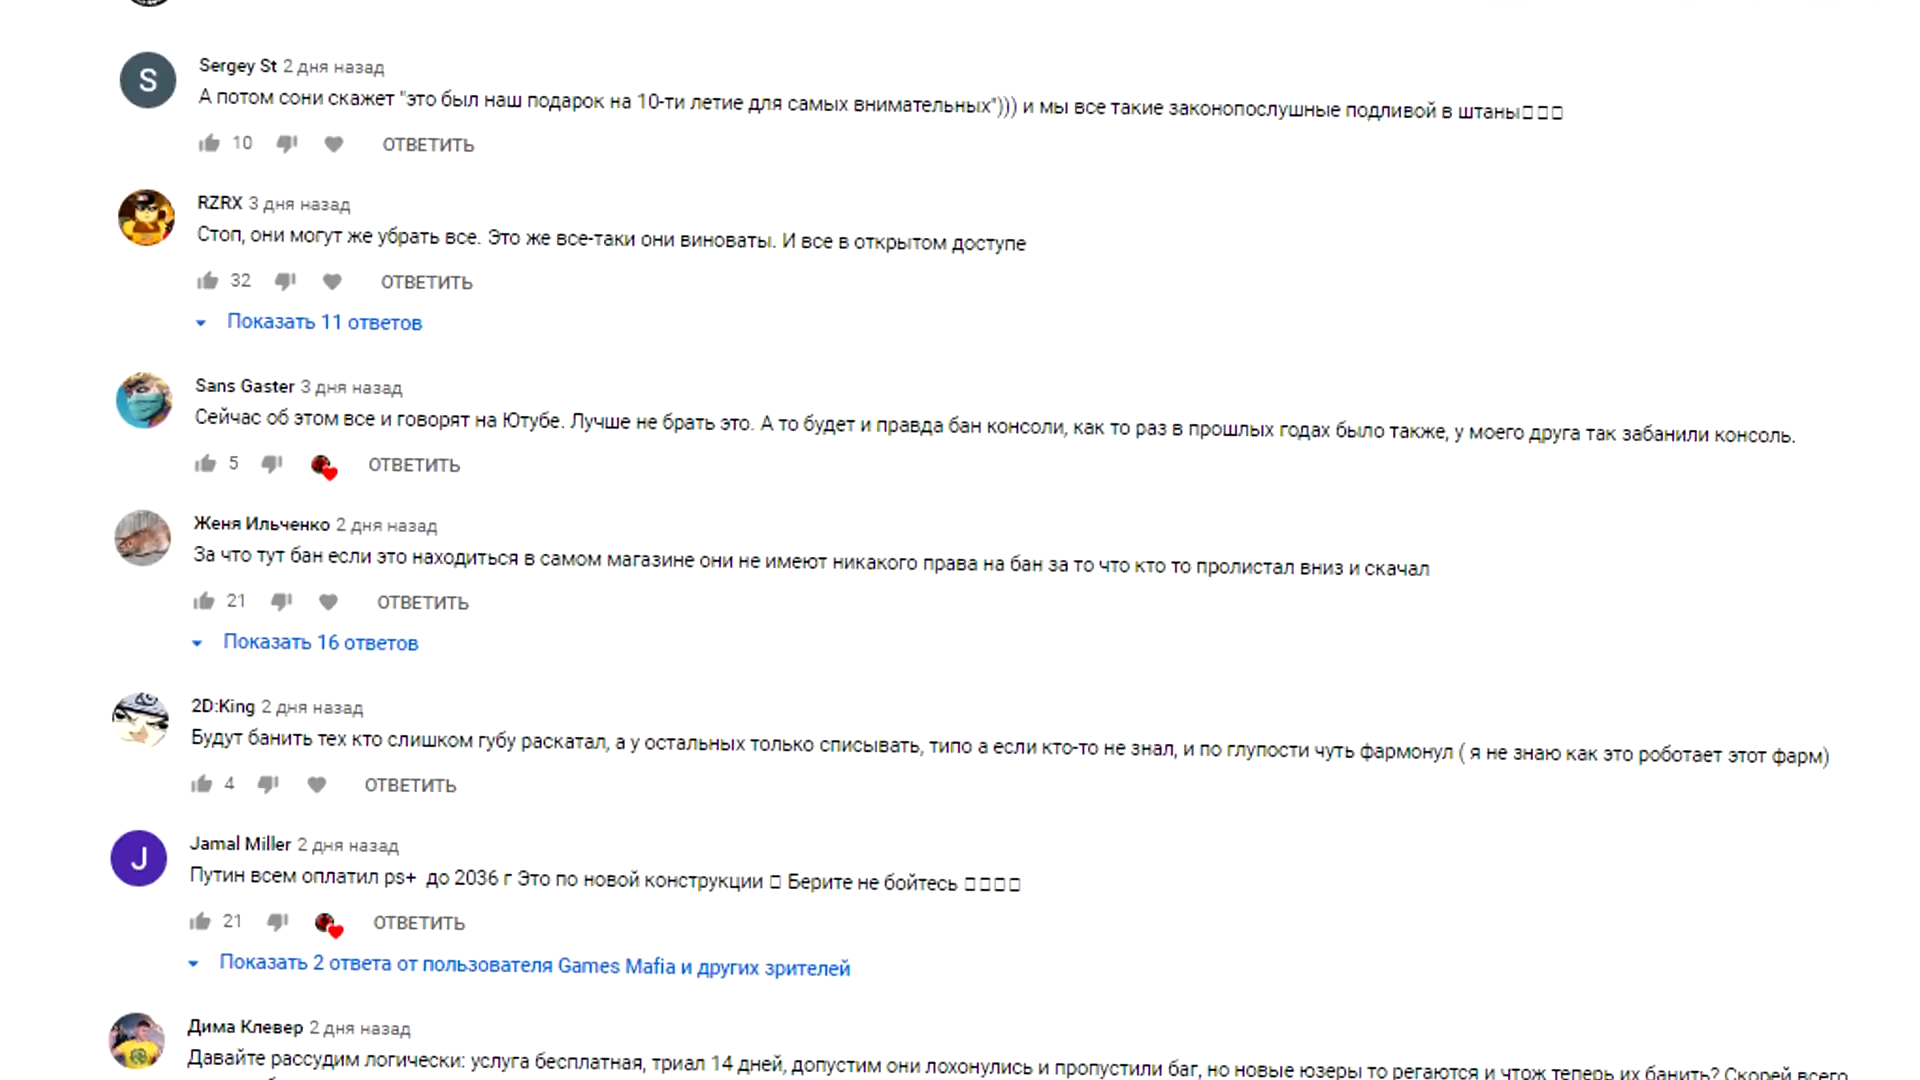 S
Sergey St 2 дня назад
А потом сони скажет "это был наш подарок на 10-ти летие для самых внимательных"))) и мы все такие законопослушные подливой в штаны
10 ОТВЕТИТЬ
RZRX 3 дня назад
Стоп, они могут же убрать все. Это же все-таки они виноваты. И все в открытом доступе
32 ОТВЕТИТЬ
Показать 11 ответов
Sans Gaster 3 дня назад
Сейчас об этом все и говорят на Ютубе. Лучше не брать это. А то будет и правда бан консоли, как то раз в прошлых годах было также, у моего друга так забанили консоль.
5 ОТВЕТИТЬ
Женя Ильченко 2 дня назад
За что тут бан если это находиться в самом магазине они не имеют никакого права на бан за то что кто то пролистал вниз и скачал
21 ОТВЕТИТЬ
Показать 16 ответов
2D:King 2 дня назад
Будут банить тех кто слишком губу раскатал, а у остальных только списывать, типо а если кто-то не знал, и по глупости чуть фармонул ( я не знаю как это роботает этот фарм)
4 ОТВЕТИТЬ
J
Jamal Miller 2 дня назад
Путин всем оплатил ps+ до 2036 г Это по новой конструкции Берите не бойтесь
21 ОТВЕТИТЬ
Показать 2 ответа от пользователя Games Mafia и других зрителей
Дима Клевер 2 дня назад
Давайте рассудим логически: услуга бесплатная, триал 14 дней, допустим они лохонулись и пропустили баг, но новые юзеры то регаются и чтож теперь их банить? Скорей всего